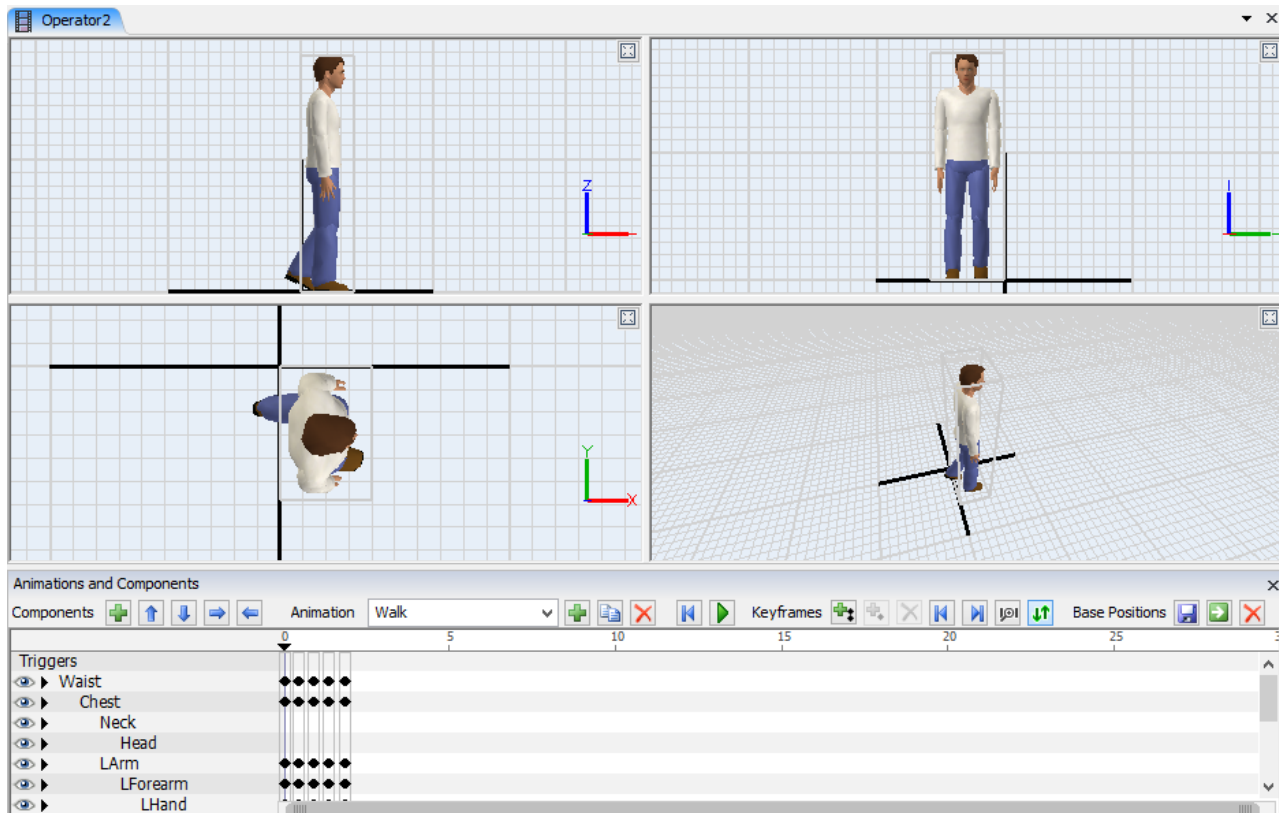 Operator2
Z
Y
X
Animations and Components
Components Animation Walk Keyframes Base Positions
0 5 10 15 20 25
Triggers
Waist
Chest
Neck
Head
LArm
LForearm
LHand